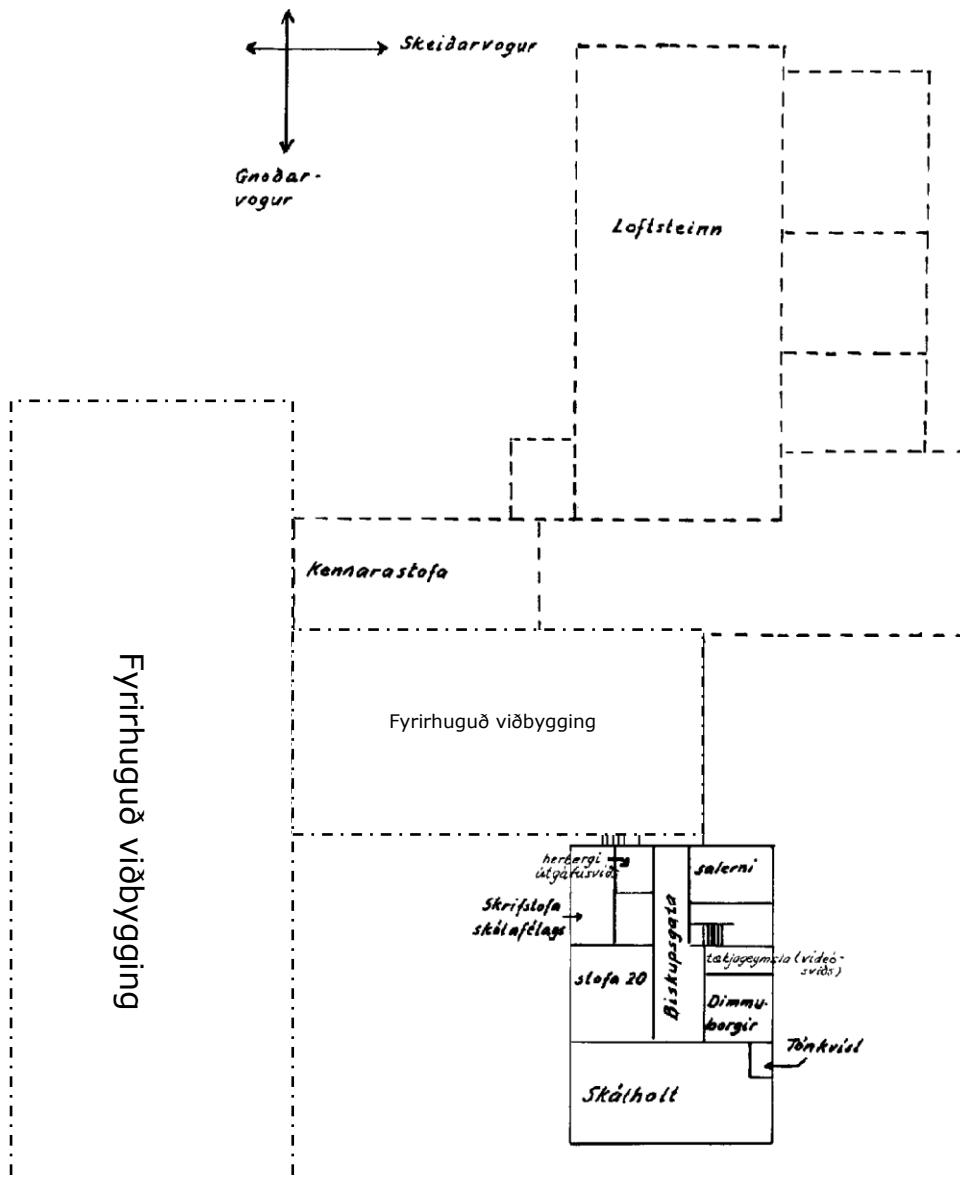 Skeiðarvogur
Gnoðar-
vogur
Loftsteinn
Kennarastofa
Fyrirhuguð viðbygging
Fyrirhuguð viðbygging
herbergi
útgáfusviðs
salerni
Skrifstofa
skólafélags
Biskupsgata
stofa 20
tækjageymsla (vídeó-
sviðs)
Dimmu-
borgir
Tónkvísl
Skálholt